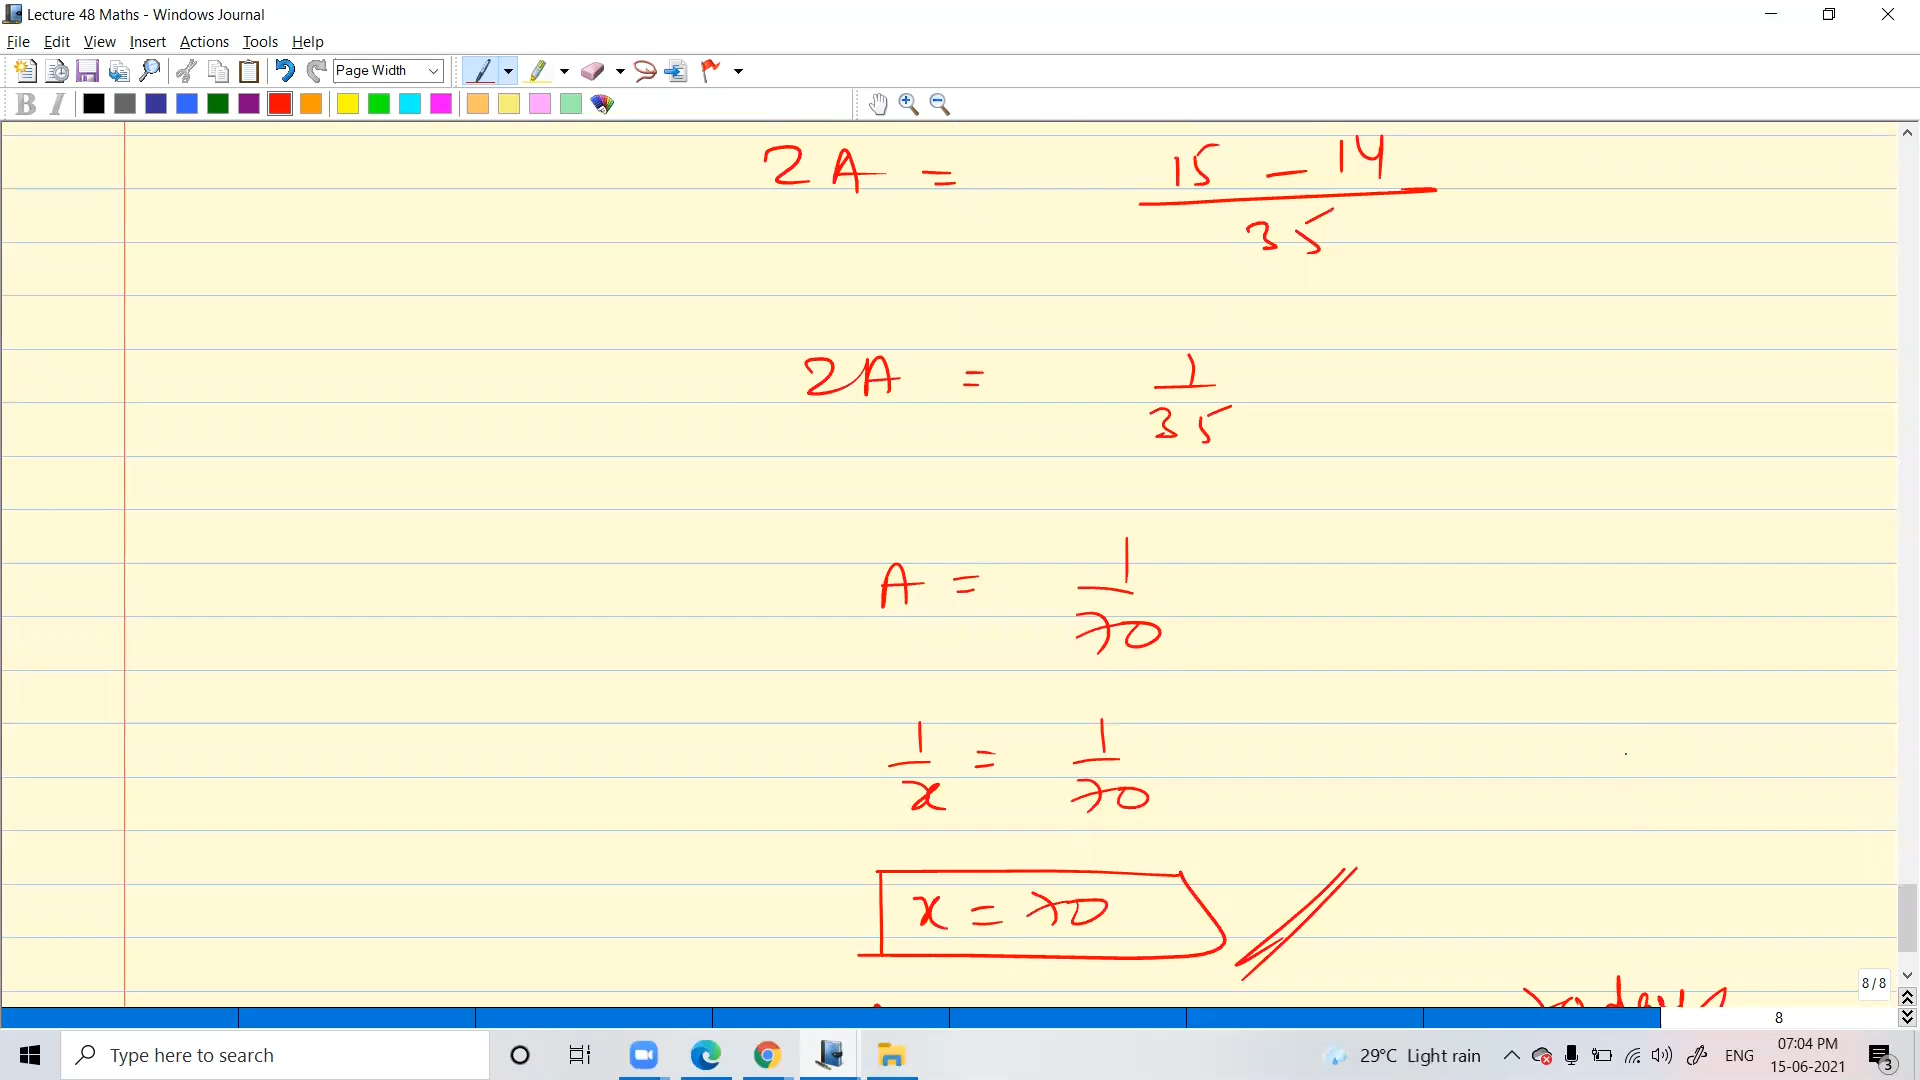 Lecture 48 Maths - Windows Journal
File Edit View Insert Actions Tools Help
Page Width
B I
2A = 15 - 14 / 35
2A = 1 / 35
A = 1 / 70
1 / x = 1 / 70
x = 70
8 / 8
8
Type here to search
29°C Light rain
ENG
07:04 PM
15-06-2021
3